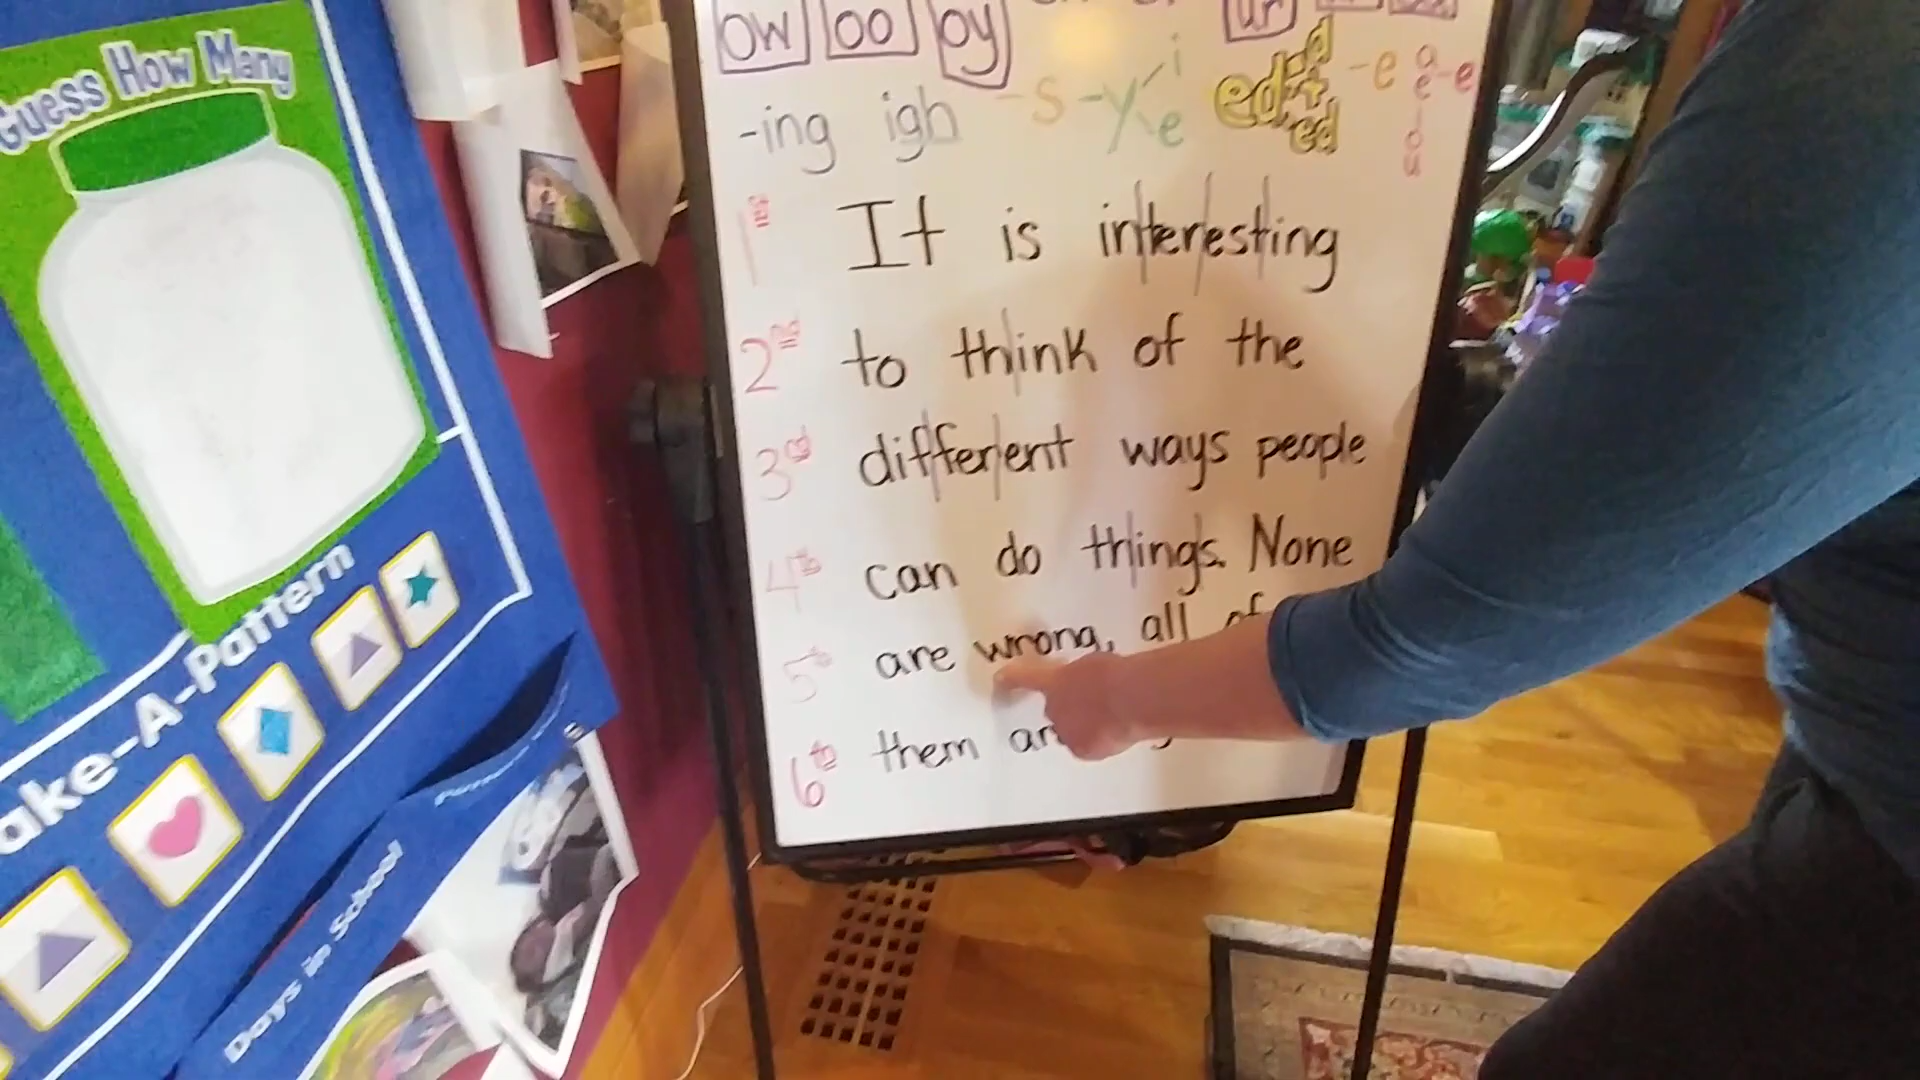 Guess How Many
ow oo oy ur
-ing igh -s -y i e ed d t ed -e a e i o u -e
1st It is interesting
2nd to think of the
3rd different ways people
4th can do things. None
5th are wrong, all of
6th them
Make-A-Pattern
Days in School